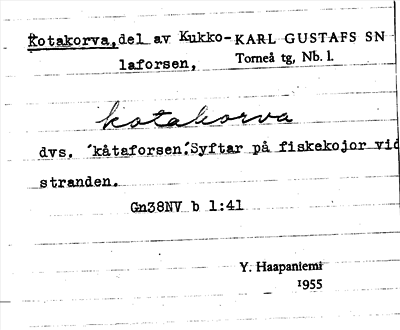 Kotakorva, del av Kukko- KARL GUSTAFS SN
laforsen, Torneå tg, Nb. l.
kotakorva
dvs. 'kåtaforsen'. Syftar på fiskekojor vid
stranden.
Gn38NV b 1:41
Y. Haapaniemi
1955